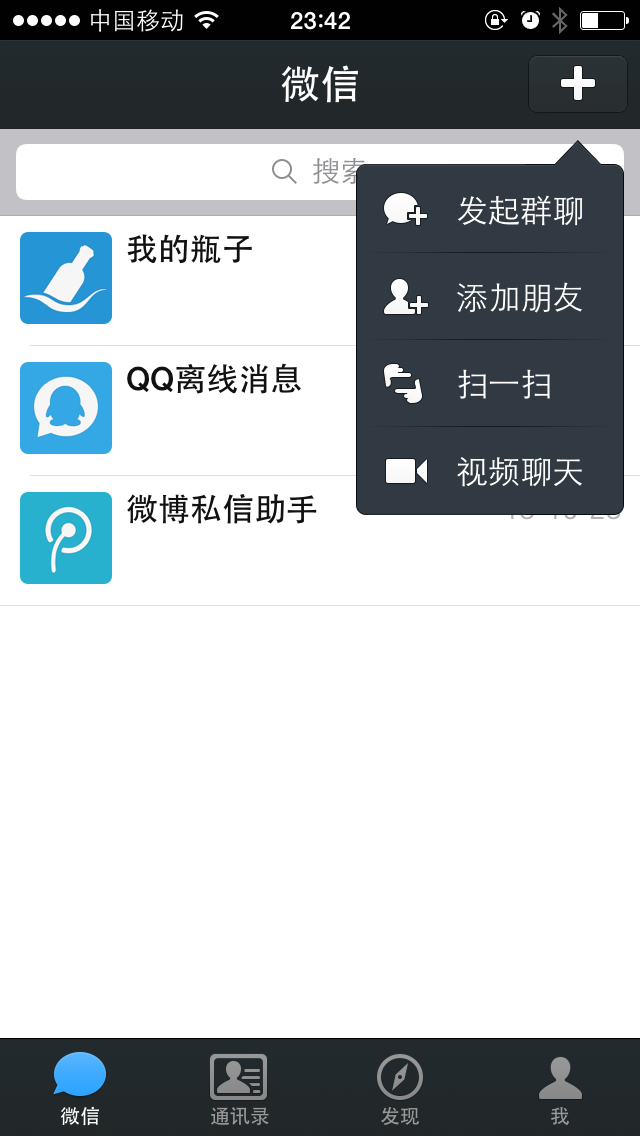 中国移动 23:42
微信
搜索
发起群聊
添加朋友
扫一扫
视频聊天
我的瓶子
QQ离线消息
微博私信助手
微信 通讯录 发现 我